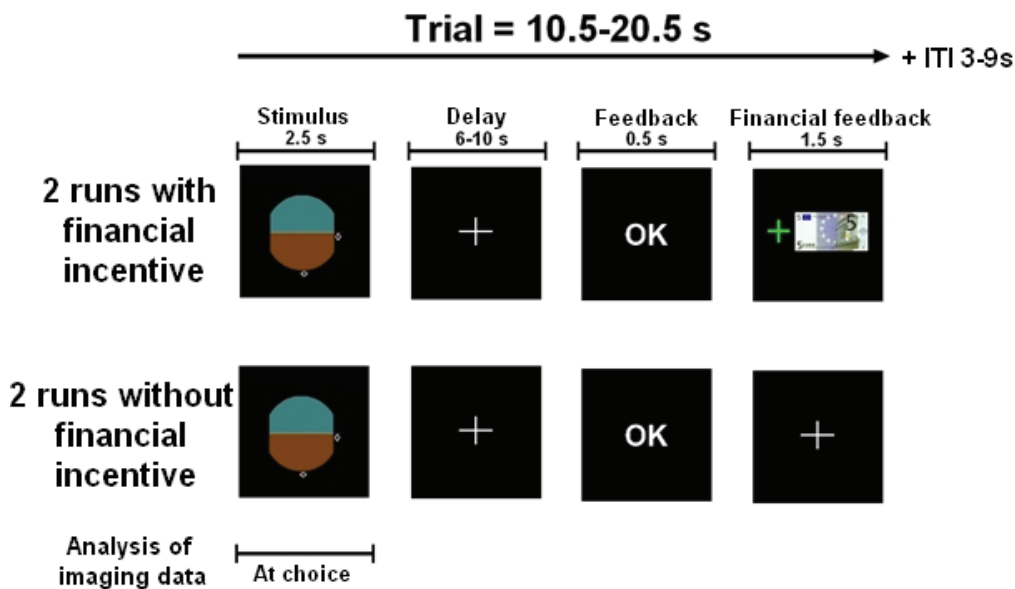 Trial = 10.5-20.5 s
+ ITI 3-9s
Stimulus
2.5 s
Delay
6-10 s
Feedback
0.5 s
Financial feedback
1.5 s
2 runs with
financial
incentive
OK
+
5
2 runs without
financial
incentive
OK
Analysis of
imaging data
At choice